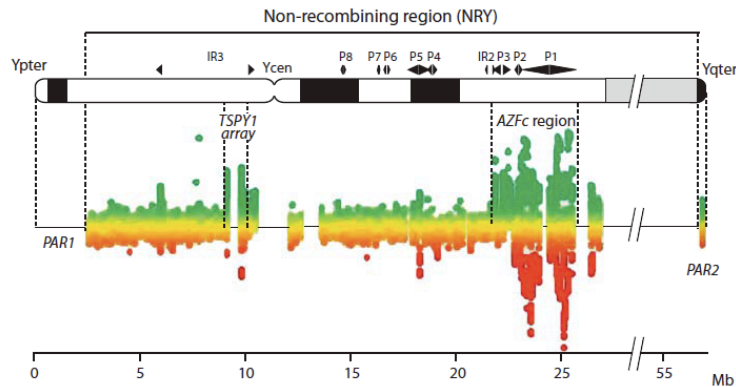 Non-recombining region (NRY)
IR3 P8 P7 P6 P5 P4 IR2 P3 P2 P1
Ypter Ycen Yqter
TSPY1 AZFc region
array
PAR1 PAR2
0 5 10 15 20 25 55 Mb